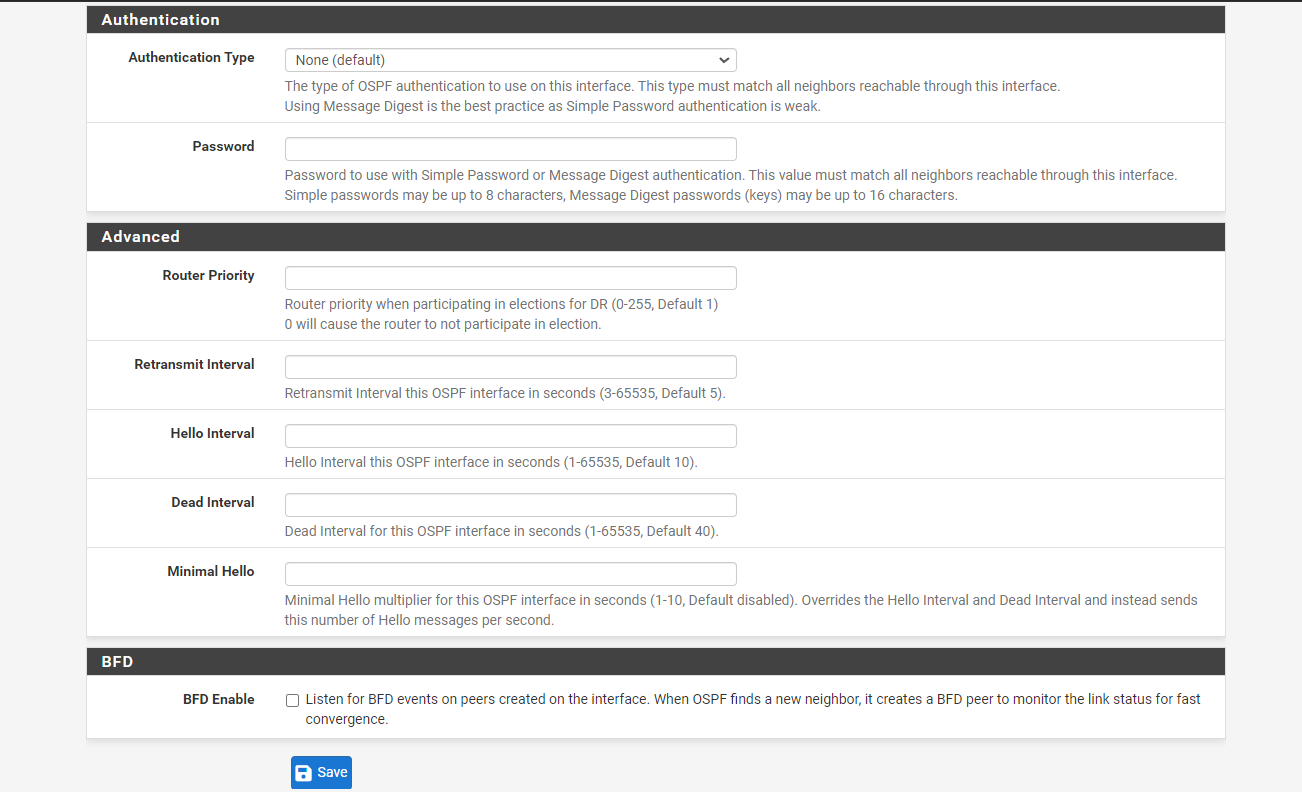 Authentication
Authentication Type
None (default)
The type of OSPF authentication to use on this interface. This type must match all neighbors reachable through this interface.
Using Message Digest is the best practice as Simple Password authentication is weak.
Password
Password to use with Simple Password or Message Digest authentication. This value must match all neighbors reachable through this interface.
Simple passwords may be up to 8 characters, Message Digest passwords (keys) may be up to 16 characters.
Advanced
Router Priority
Router priority when participating in elections for DR (0-255, Default 1)
0 will cause the router to not participate in election.
Retransmit Interval
Retransmit Interval this OSPF interface in seconds (3-65535, Default 5).
Hello Interval
Hello Interval this OSPF interface in seconds (1-65535, Default 10).
Dead Interval
Dead Interval for this OSPF interface in seconds (1-65535, Default 40).
Minimal Hello
Minimal Hello multiplier for this OSPF interface in seconds (1-10, Default disabled). Overrides the Hello Interval and Dead Interval and instead sends
this number of Hello messages per second.
BFD
BFD Enable
Listen for BFD events on peers created on the interface. When OSPF finds a new neighbor, it creates a BFD peer to monitor the link status for fast
convergence.
Save